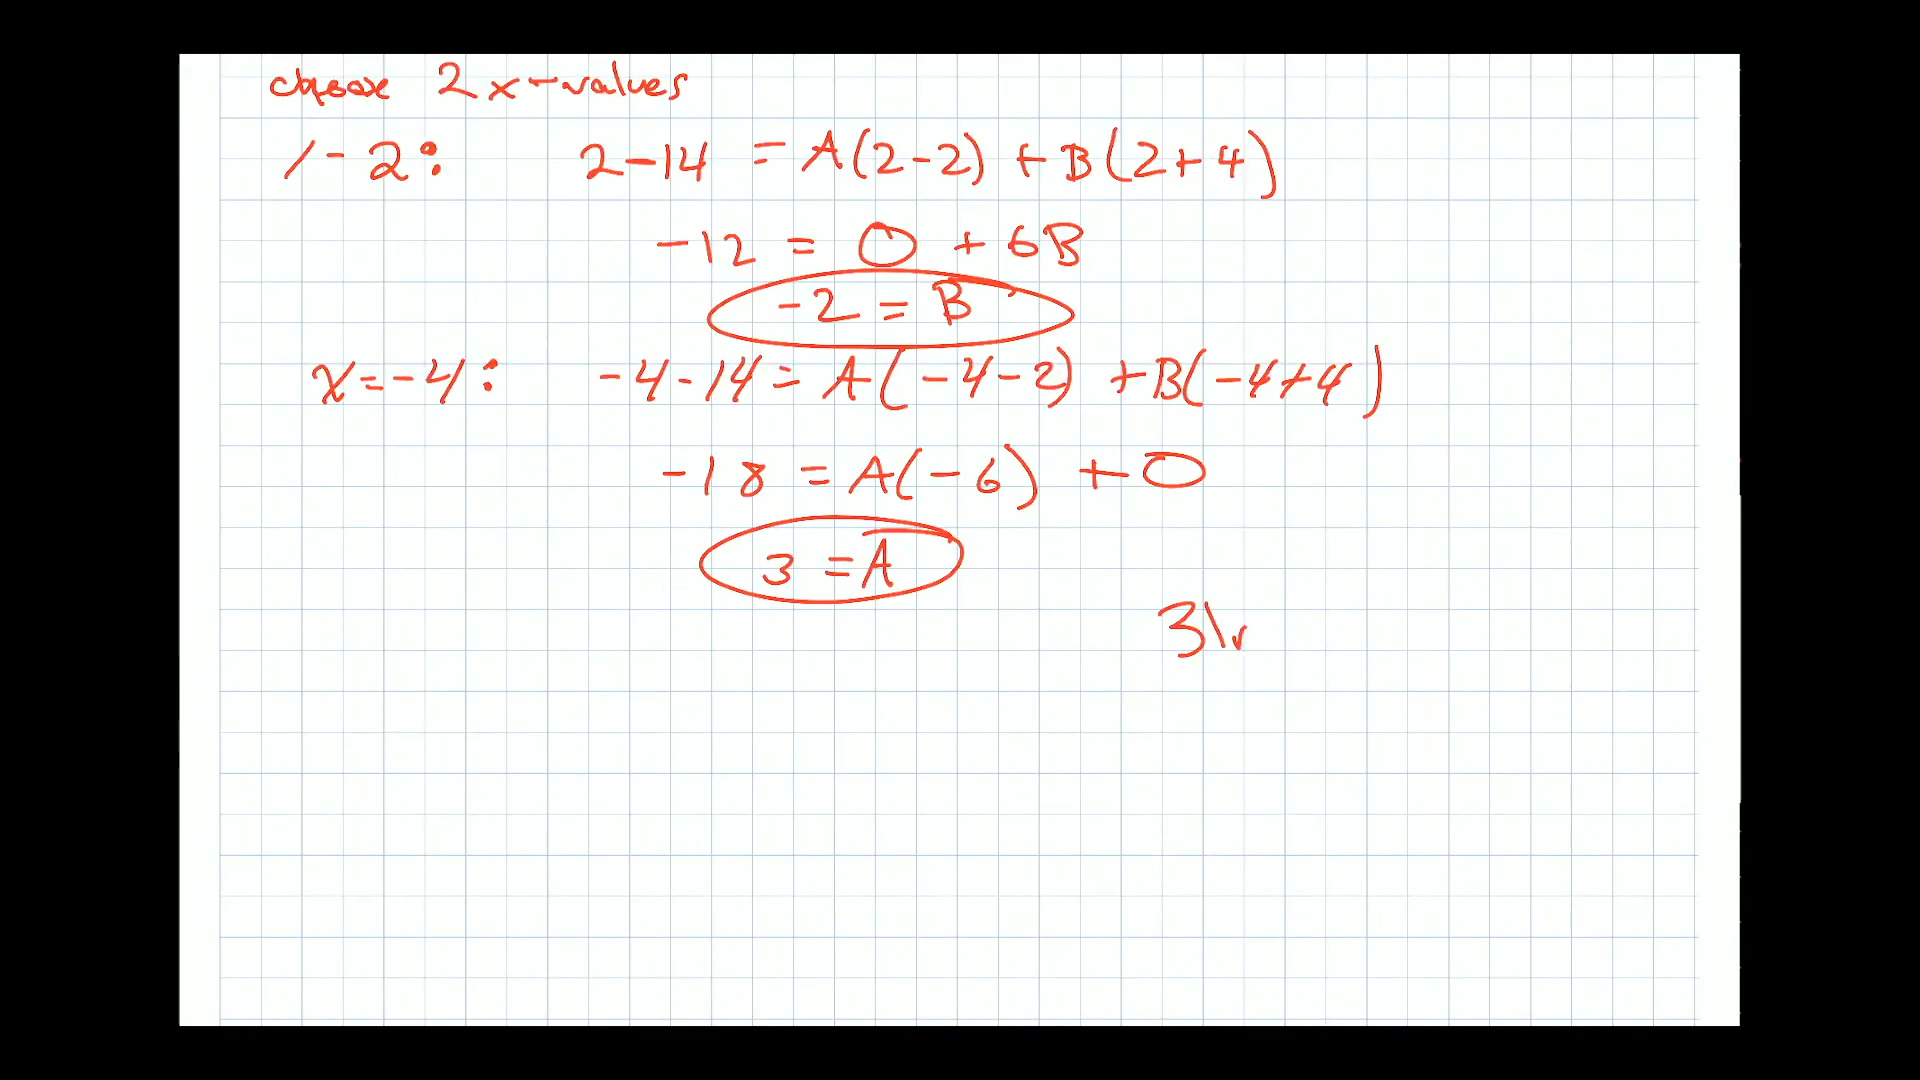 choose 2 x-values
/-2: 2-14 = A(2-2) + B(2+4)
-12 = 0 + 6B
-2 = B
x=-4: -4-14 = A(-4-2) + B(-4+4)
-18 = A(-6) + 0
3 = A
3